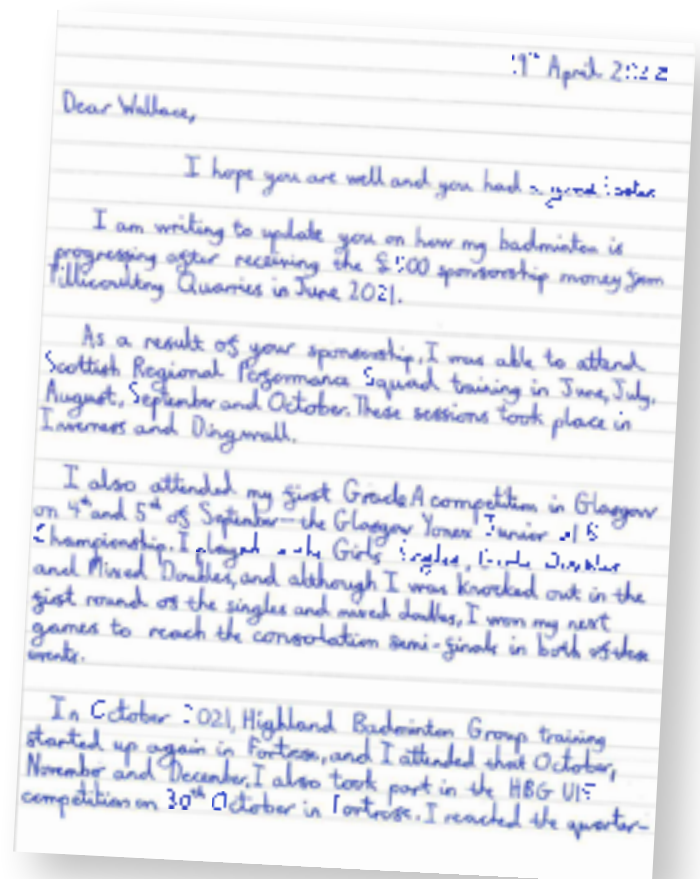 April
Dear Wallace,
I hope you are well and you had
I am writing to update you on how my badminton is
progressing after receiving the sponsorship money from
Tillicoultry Quarries in June 2021.
As a result of your sponsorship, I was able to attend
Scottish Regional Performance Squad training in June, July,
August, September and October. These sessions took place in
Inverness and Dingwall.
I also attended my first Grade A competition in Glasgow
on 4th and 5th of September - the Glasgow Yonex Junior
Championship. I played Girls
and Mixed Doubles, and although I was knocked out in the
first round of the singles and mixed doubles, I won my next
games to reach the consolation semi-finals in both of these
events.
In October 2021, Highland Badminton Group training
started up again in Fortrose, and I attended that October,
November and December. I also took part in the HBG
competition on 30th October in Fortrose. I reached the quarter-